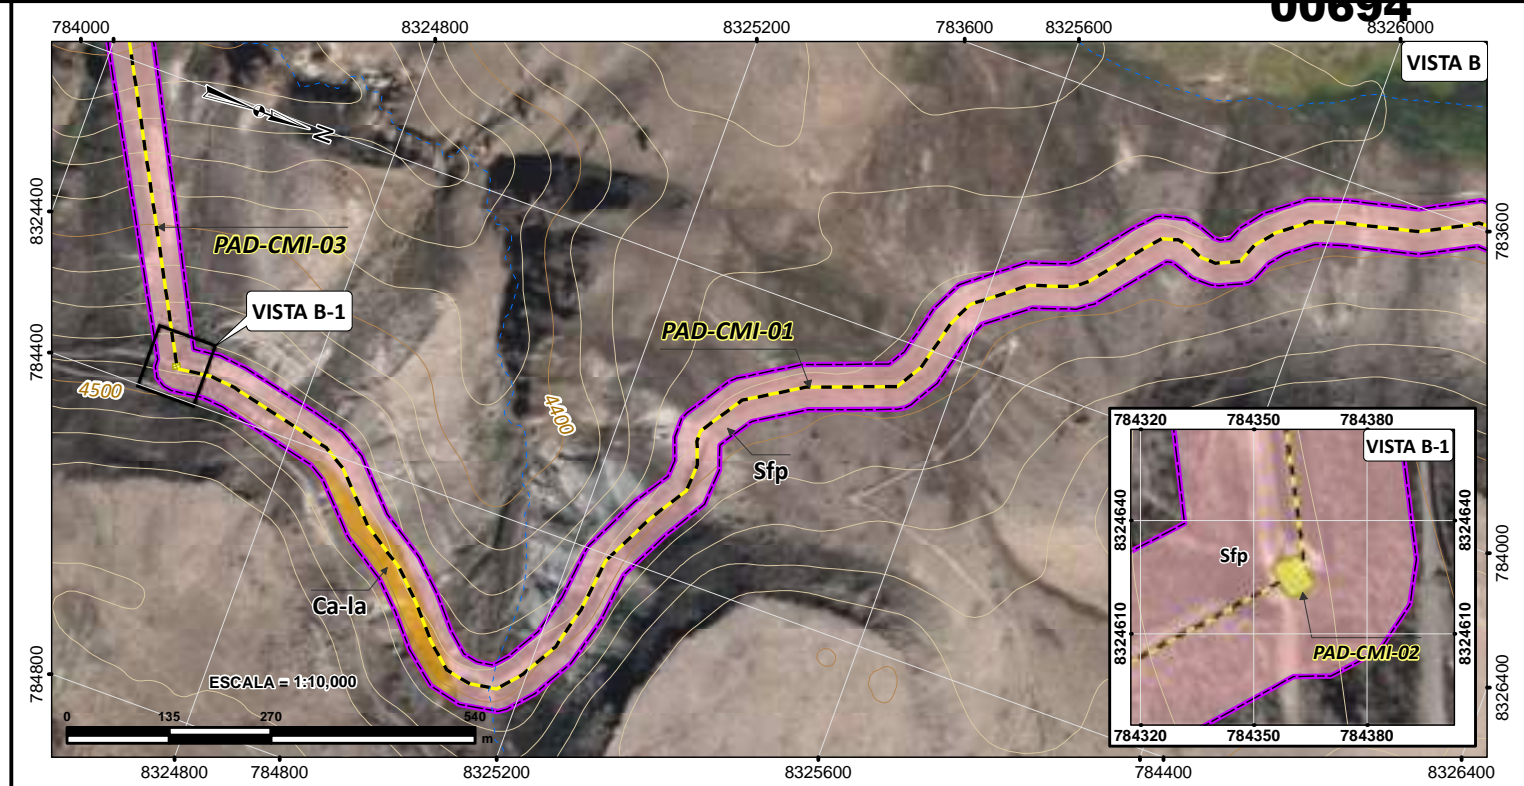 00694
784000 8324800 8325200 783600 8325600 8326000
VISTA B
N
8324400
784400
784800
783600
784000
8326400
PAD-CMI-03
VISTA B-1
4500
4400
PAD-CMI-01
Sfp
Ca-la
ESCALA = 1:10,000
0 135 270 540
m
784320 784350 784380
VISTA B-1
8324640
8324610
8324640
8324610
Sfp
PAD-CMI-02
784320 784350 784380
8324800 784800 8325200 8325600 784400 8326400